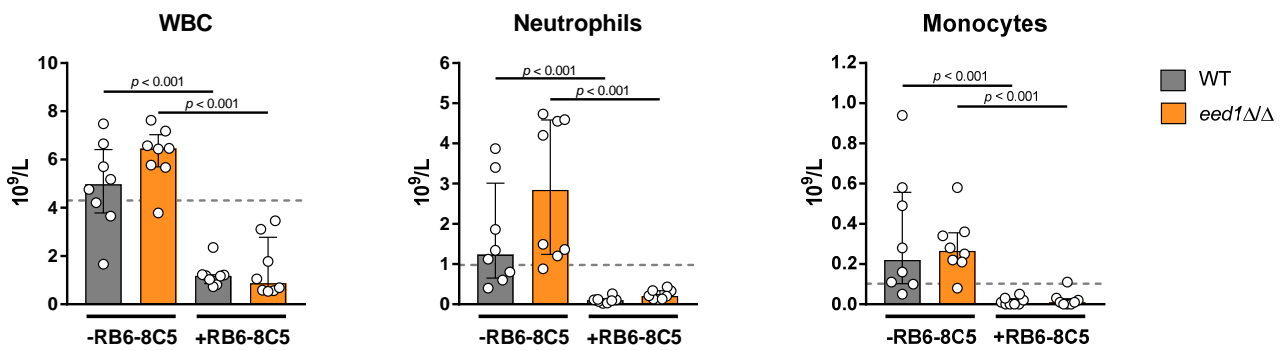 WBC
10⁹/L
10
8
6
4
2
0
p < 0.001
p < 0.001
-RB6-8C5 +RB6-8C5
Neutrophils
10⁹/L
6
5
4
3
2
1
0
p < 0.001
p < 0.001
-RB6-8C5 +RB6-8C5
Monocytes
10⁹/L
1.2
1.0
0.8
0.6
0.4
0.2
0.0
p < 0.001
p < 0.001
-RB6-8C5 +RB6-8C5
WT
eed1Δ/Δ